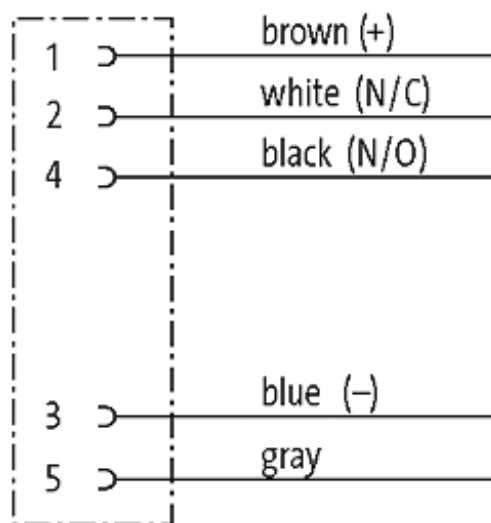 1 brown (+)
2 white (N/C)
4 black (N/O)
3 blue (–)
5 gray